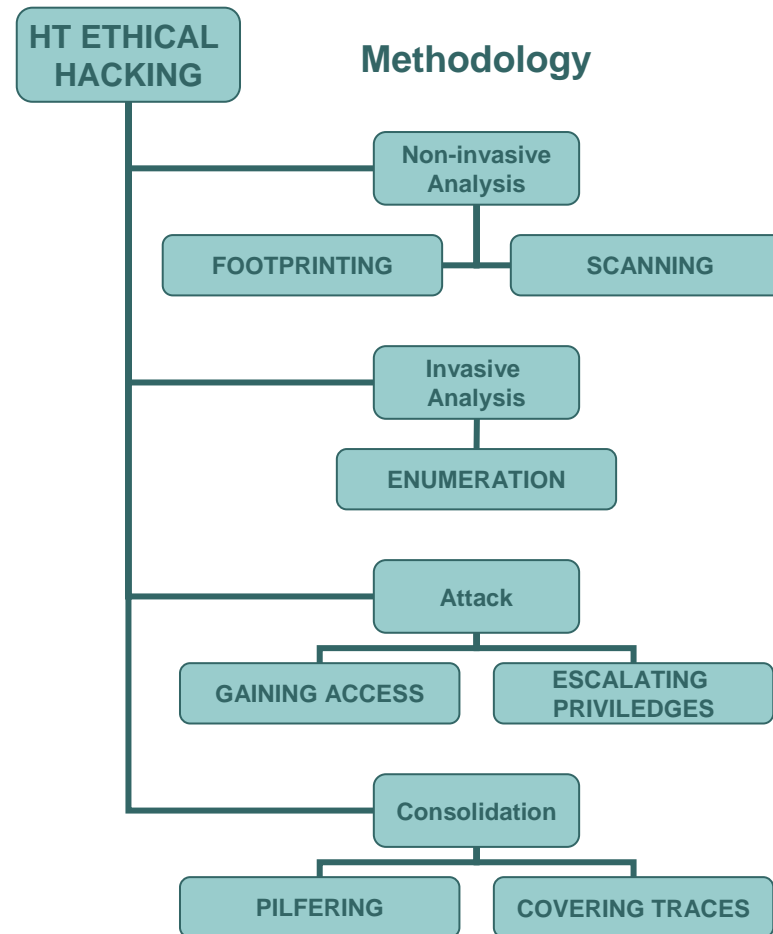 HT ETHICAL
HACKING
Methodology
Non-invasive
Analysis
FOOTPRINTING
SCANNING
Invasive
Analysis
ENUMERATION
Attack
GAINING ACCESS
ESCALATING
PRIVILEDGES
Consolidation
PILFERING
COVERING TRACES